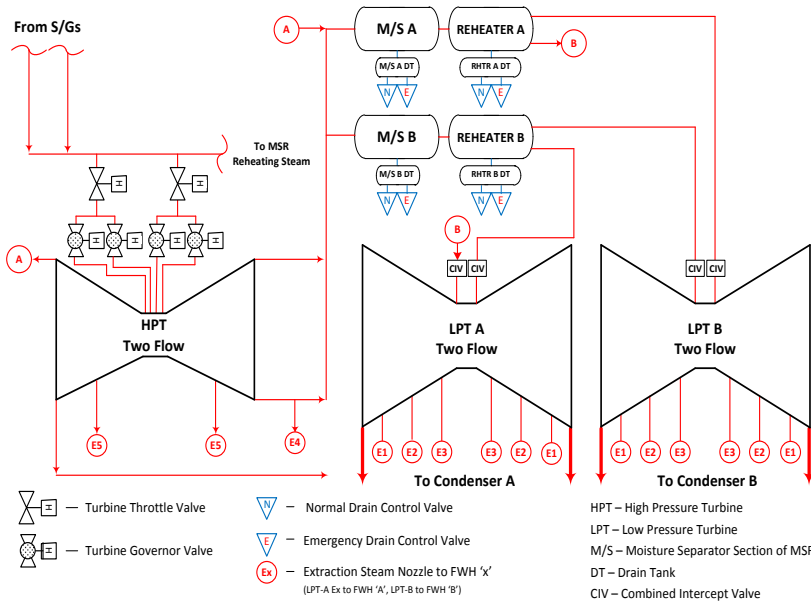 From S/Gs
A
M/S A
REHEATER A
B
M/S A DT
RHTR A DT
N
E
N
E
To MSR
Reheating Steam
M/S B
REHEATER B
M/S B DT
RHTR B DT
N
E
N
E
H
H
H
H
H
H
A
B
CIV
CIV
CIV
CIV
HPT
Two Flow
LPT A
Two Flow
LPT B
Two Flow
E5
E5
E4
E1
E2
E3
E3
E2
E1
E1
E2
E3
E3
E2
E1
To Condenser A
To Condenser B
H
Turbine Throttle Valve
H
Turbine Governor Valve
N
– Normal Drain Control Valve
E
– Emergency Drain Control Valve
Ex
– Extraction Steam Nozzle to FWH 'x'
(LPT-A Ex to FWH 'A', LPT-B to FWH 'B')
HPT – High Pressure Turbine
LPT – Low Pressure Turbine
M/S – Moisture Separator Section of MSR
DT – Drain Tank
CIV – Combined Intercept Valve